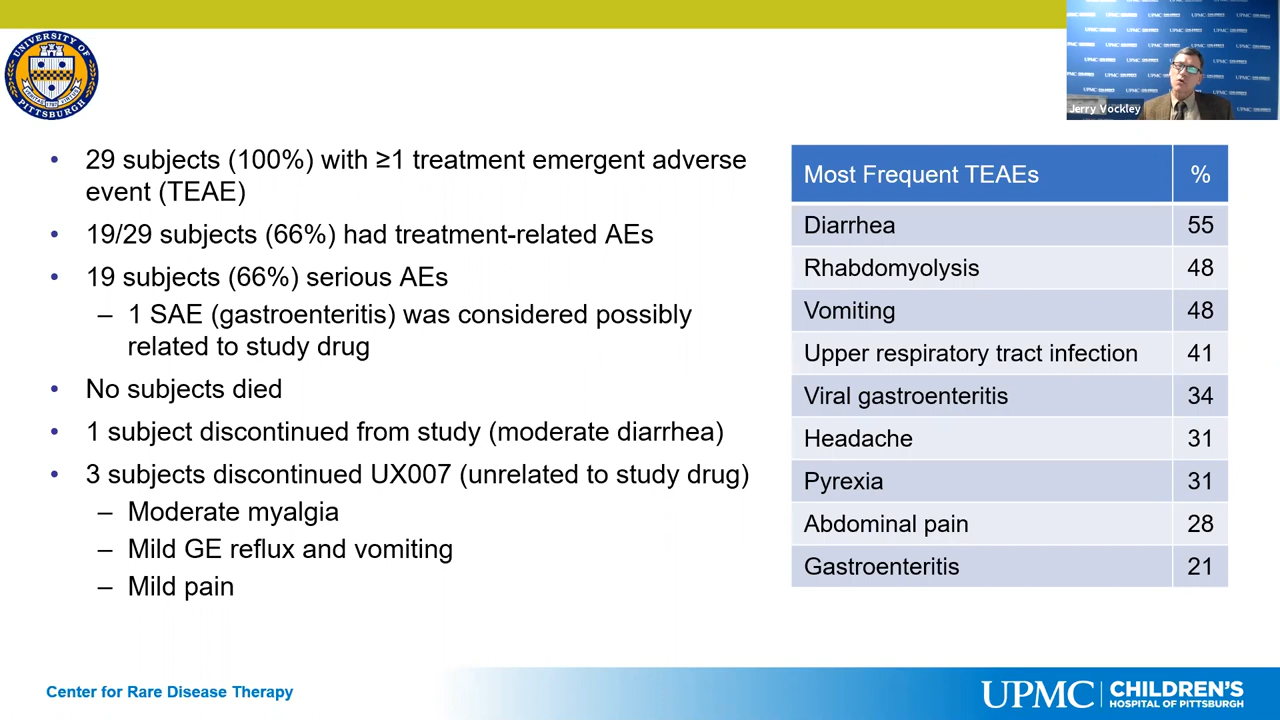 UNIVERSITY OF
PITTSBURGH
Jerry Vockley
• 29 subjects (100%) with ≥1 treatment emergent adverse
event (TEAE)
• 19/29 subjects (66%) had treatment-related AEs
• 19 subjects (66%) serious AEs
– 1 SAE (gastroenteritis) was considered possibly
related to study drug
• No subjects died
• 1 subject discontinued from study (moderate diarrhea)
• 3 subjects discontinued UX007 (unrelated to study drug)
– Moderate myalgia
– Mild GE reflux and vomiting
– Mild pain
Most Frequent TEAEs %
Diarrhea 55
Rhabdomyolysis 48
Vomiting 48
Upper respiratory tract infection 41
Viral gastroenteritis 34
Headache 31
Pyrexia 31
Abdominal pain 28
Gastroenteritis 21
Center for Rare Disease Therapy
UPMC CHILDREN'S
HOSPITAL OF PITTSBURGH